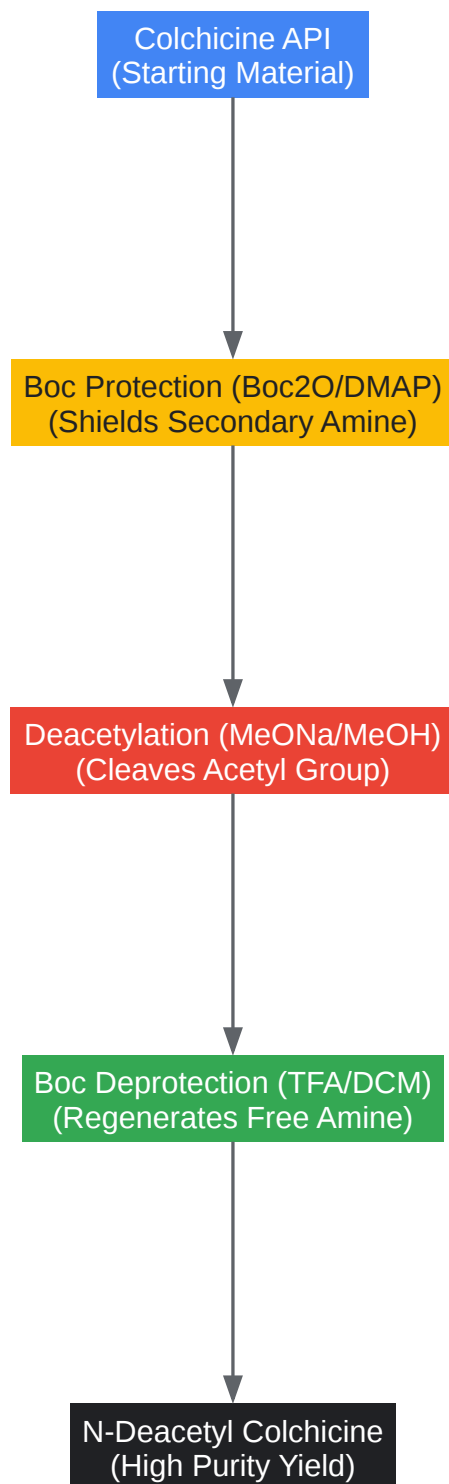 Colchicine API
(Starting Material)
Boc Protection (Boc2O/DMAP)
(Shields Secondary Amine)
Deacetylation (MeONa/MeOH)
(Cleaves Acetyl Group)
Boc Deprotection (TFA/DCM)
(Regenerates Free Amine)
N-Deacetyl Colchicine
(High Purity Yield)